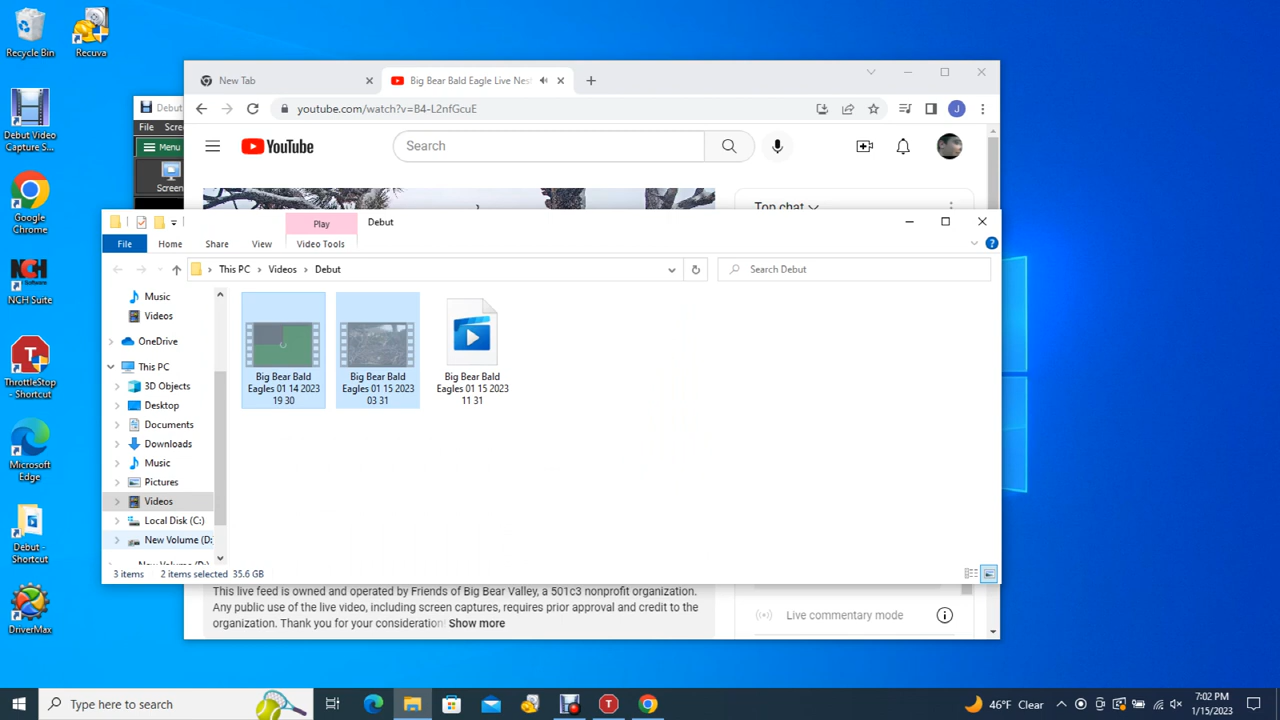 Recycle Bin
Recuva
Debut Video
Capture S...
Google
Chrome
NCH Suite
ThrottleStop
- Shortcut
Microsoft
Edge
Debut -
Shortcut
DriverMax
Debut
File Scre
Menu
Screen
New Tab
Big Bear Bald Eagle Live Nest
youtube.com/watch?v=B4-L2nfGcuE
J
YouTube
Search
Top chat
Play
Debut
File
Home
Share
View
Video Tools
This PC > Videos > Debut
Search Debut
Music
Videos
OneDrive
This PC
3D Objects
Desktop
Documents
Downloads
Music
Pictures
Videos
Local Disk (C:)
New Volume (D:
Big Bear Bald
Eagles 01 14 2023
19 30
Big Bear Bald
Eagles 01 15 2023
03 31
Big Bear Bald
Eagles 01 15 2023
11 31
3 items
2 items selected 35.6 GB
This live feed is owned and operated by Friends of Big Bear Valley, a 501c3 nonprofit organization.
Any public use of the live video, including screen captures, requires prior approval and credit to the
organization. Thank you for your consideration! Show more
Live commentary mode
Type here to search
46°F Clear
7:02 PM
1/15/2023